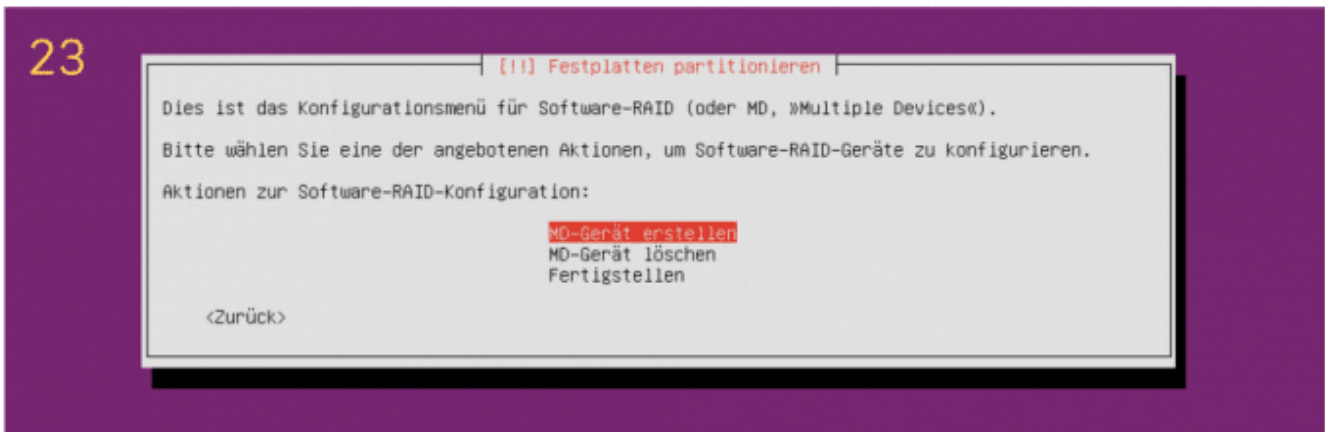 23
[!!] Festplatten partitionieren
Dies ist das Konfigurationsmenü für Software-RAID (oder MD, »Multiple Devices«).
Bitte wählen Sie eine der angebotenen Aktionen, um Software-RAID-Geräte zu konfigurieren.
Aktionen zur Software-RAID-Konfiguration:
MD-Gerät erstellen
MD-Gerät löschen
Fertigstellen
<Zurück>